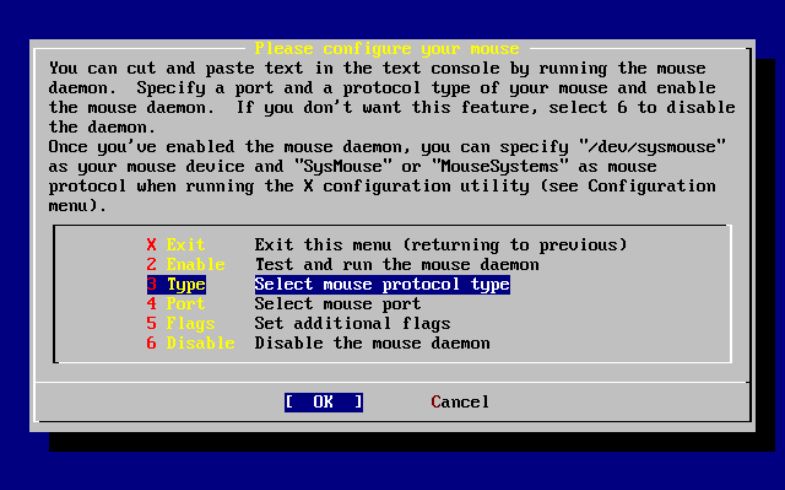 Please configure your mouse
You can cut and paste text in the text console by running the mouse
daemon.  Specify a port and a protocol type of your mouse and enable
the mouse daemon.  If you don't want this feature, select 6 to disable
the daemon.
Once you've enabled the mouse daemon, you can specify "/dev/sysmouse"
as your mouse device and "SysMouse" or "MouseSystems" as mouse
protocol when running the X configuration utility (see Configuration
menu).
X Exit Exit this menu (returning to previous)
2 Enable Test and run the mouse daemon
3 Type Select mouse protocol type
4 Port Select mouse port
5 Flags Set additional flags
6 Disable Disable the mouse daemon
[ OK ] Cancel